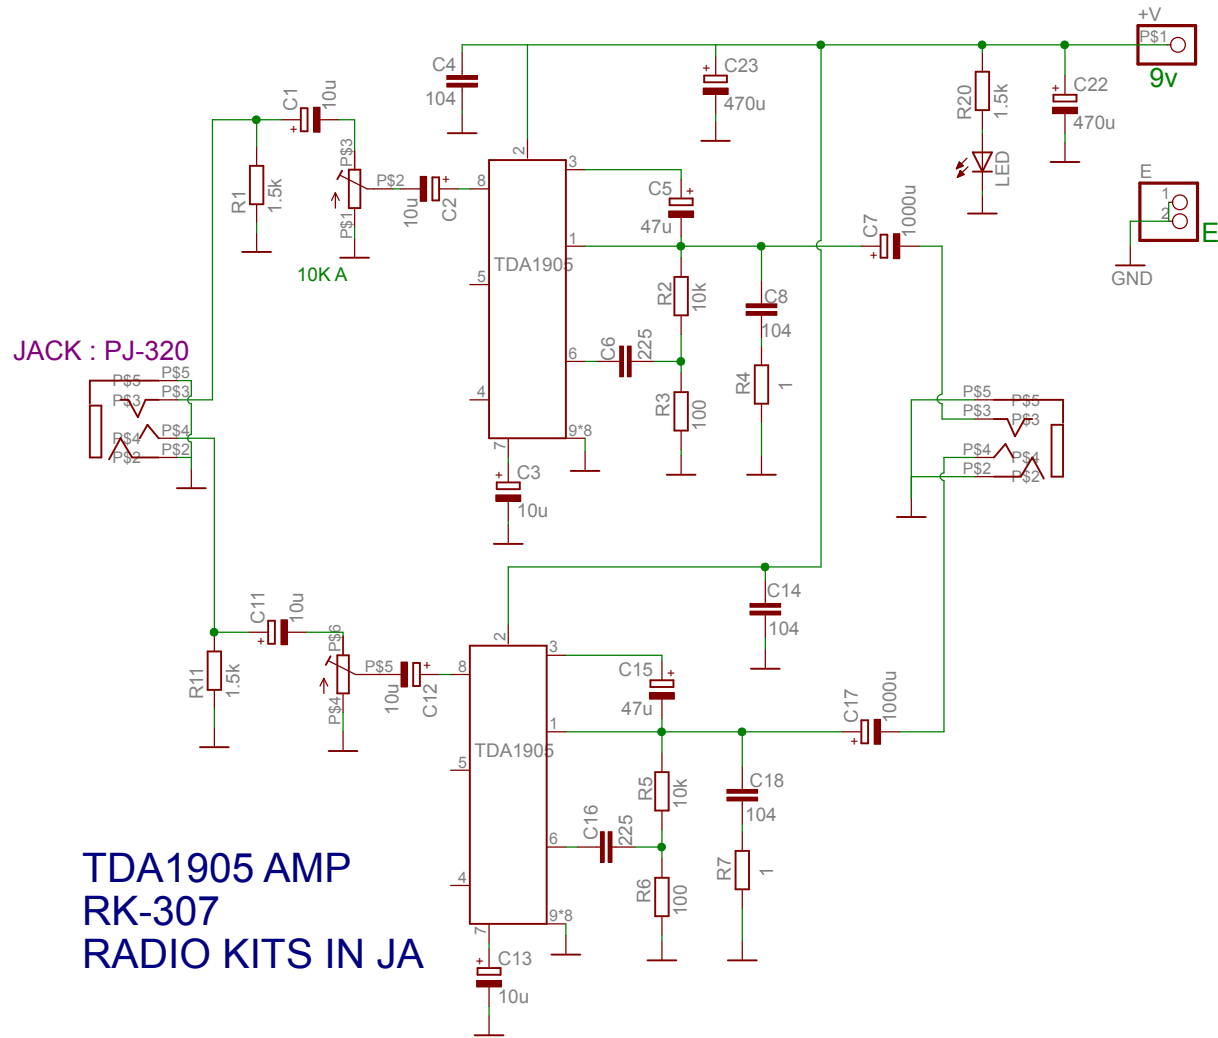 +V
P$1
9v
C4
104
C23
470u
R20
1.5k
LED
C22
470u
C1
10u
R1
1.5k
P$3
P$1
P$2
10K A
10u
C2
2
8
3
C5
47u
1
TDA1905
5
R2
10k
C8
104
C7
1000u
E
1
2
E
GND
6
C6
225
R4
1
4
R3
100
7
9*8
C3
10u
JACK : PJ-320
P$5
P$5
P$3
P$3
P$4
P$4
P$2
P$2
P$5
P$5
P$3
P$3
P$4
P$4
P$2
P$2
C14
104
C11
10u
R11
1.5k
P$6
P$4
P$5
10u
C12
2
8
3
C15
47u
1
TDA1905
5
C17
1000u
R5
10k
C18
104
C16
225
6
R7
1
4
R6
100
7
9*8
C13
10u
TDA1905 AMP
RK-307
RADIO KITS IN JA